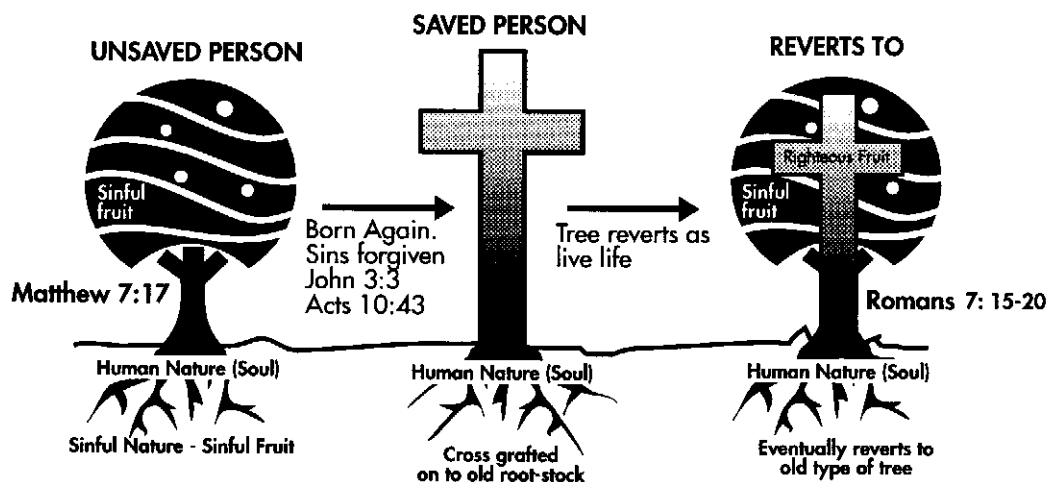 UNSAVED PERSON
SAVED PERSON
REVERTS TO
Sinful
fruit
Matthew 7:17
Born Again.
Sins forgiven
John 3:3
Acts 10:43
Tree reverts as
live life
Righteous Fruit
Sinful
fruit
Romans 7: 15-20
Human Nature (Soul)
Human Nature (Soul)
Human Nature (Soul)
Sinful Nature - Sinful Fruit
Cross grafted
on to old root-stock
Eventually reverts to
old type of tree